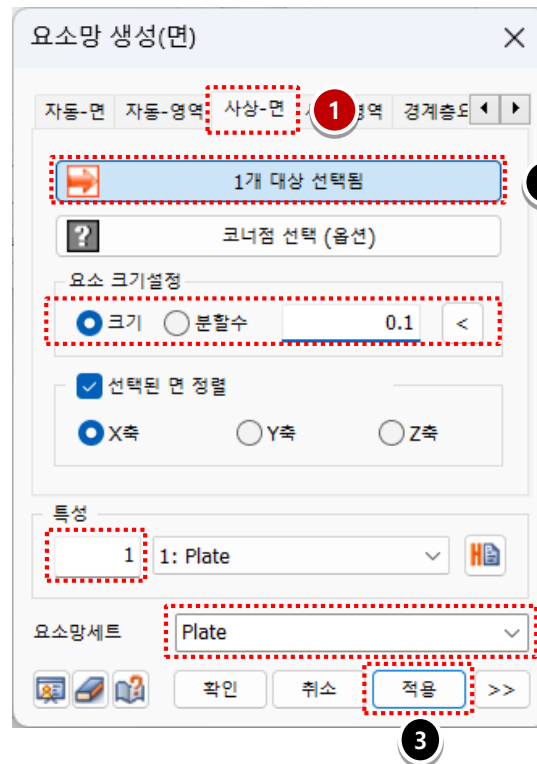 요소망 생성(면)
자동-면 자동-영역 사상-면 1 영역 경계층요
1개 대상 선택됨
? 코너점 선택 (옵션)
요소 크기설정
크기 분할수 0.1 <
선택된 면 정렬
X축 Y축 Z축
특성
1 1: Plate
요소망세트 Plate
확인 취소 적용 >>
3